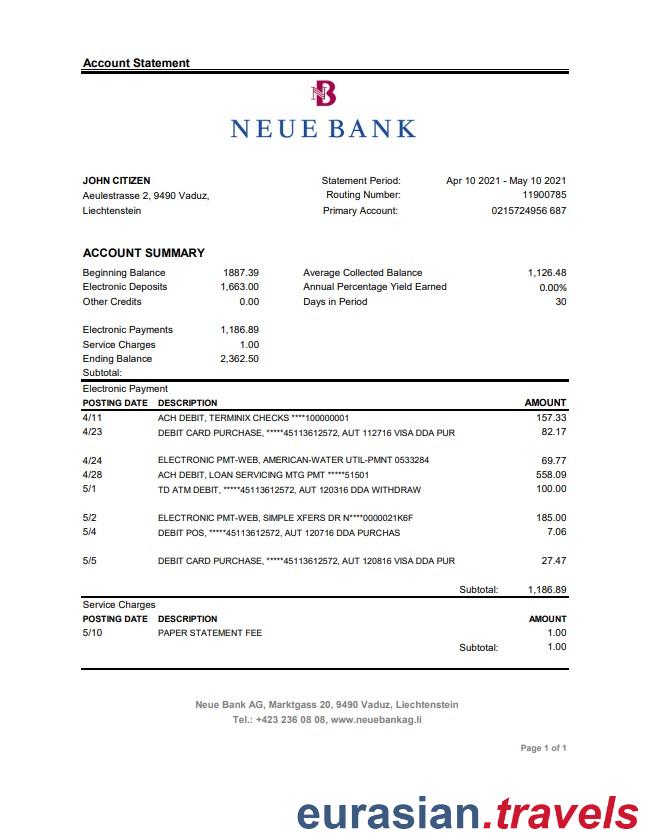 Account Statement
NB
NEUE BANK
JOHN CITIZEN
Aeulestrasse 2, 9490 Vaduz,
Liechtenstein
Statement Period: Apr 10 2021 - May 10 2021
Routing Number: 11900785
Primary Account: 0215724956 687
ACCOUNT SUMMARY
Beginning Balance 1887.39 Average Collected Balance 1,126.48
Electronic Deposits 1,663.00 Annual Percentage Yield Earned 0.00%
Other Credits 0.00 Days in Period 30
Electronic Payments 1,186.89
Service Charges 1.00
Ending Balance 2,362.50
Subtotal:
Electronic Payment
POSTING DATE DESCRIPTION AMOUNT
4/11 ACH DEBIT, TERMINIX CHECKS ****100000001 157.33
4/23 DEBIT CARD PURCHASE, *****45113612572, AUT 112716 VISA DDA PUR 82.17
4/24 ELECTRONIC PMT-WEB, AMERICAN-WATER UTIL-PMNT 0533284 69.77
4/28 ACH DEBIT, LOAN SERVICING MTG PMT *****51501 558.09
5/1 TD ATM DEBIT, *****45113612572, AUT 120316 DDA WITHDRAW 100.00
5/2 ELECTRONIC PMT-WEB, SIMPLE XFERS DR N****0000021K6F 185.00
5/4 DEBIT POS, *****45113612572, AUT 120716 DDA PURCHAS 7.06
5/5 DEBIT CARD PURCHASE, *****45113612572, AUT 120816 VISA DDA PUR 27.47
Subtotal: 1,186.89
Service Charges
POSTING DATE DESCRIPTION AMOUNT
5/10 PAPER STATEMENT FEE 1.00
Subtotal: 1.00
Neue Bank AG, Marktgass 20, 9490 Vaduz, Liechtenstein
Tel.: +423 236 08 08, www.neuebankag.li
Page 1 of 1
eurasian.travels